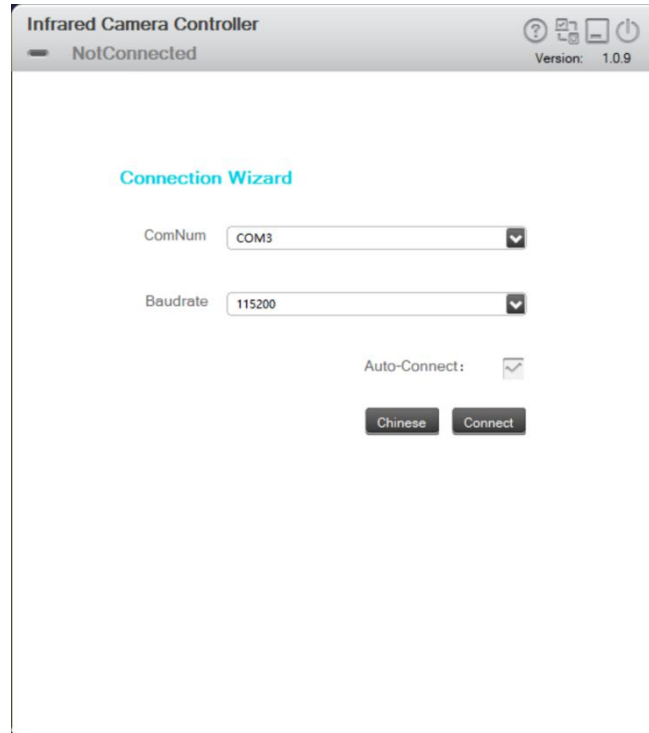 Infrared Camera Controller
NotConnected
Version: 1.0.9
Connection Wizard
ComNum COM3
Baudrate 115200
Auto-Connect:
Chinese Connect